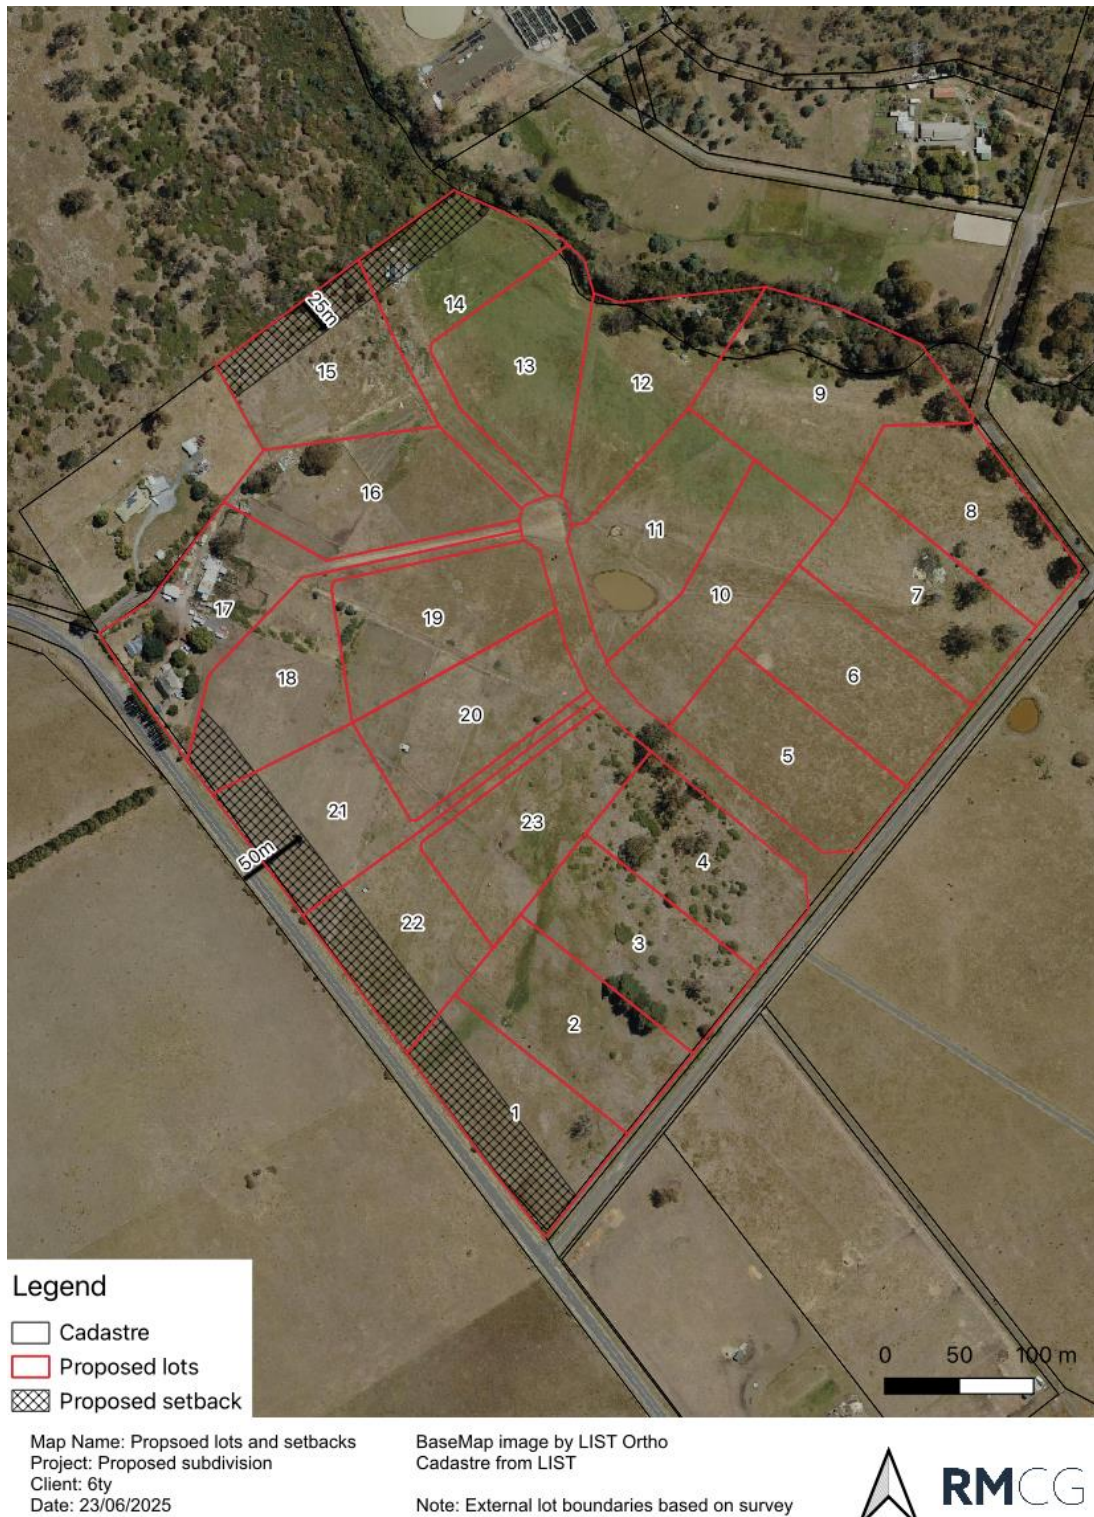 14
25m
13
15
12
9
16
8
11
7
10
17
19
18
6
20
5
21
23
4
50m
22
3
2
1
Legend
Cadastre
Proposed lots
Proposed setback
0 50 100 m
Map Name: Propsoed lots and setbacks
Project: Proposed subdivision
Client: 6ty
Date: 23/06/2025
BaseMap image by LIST Ortho
Cadastre from LIST
Note: External lot boundaries based on survey
RMCG